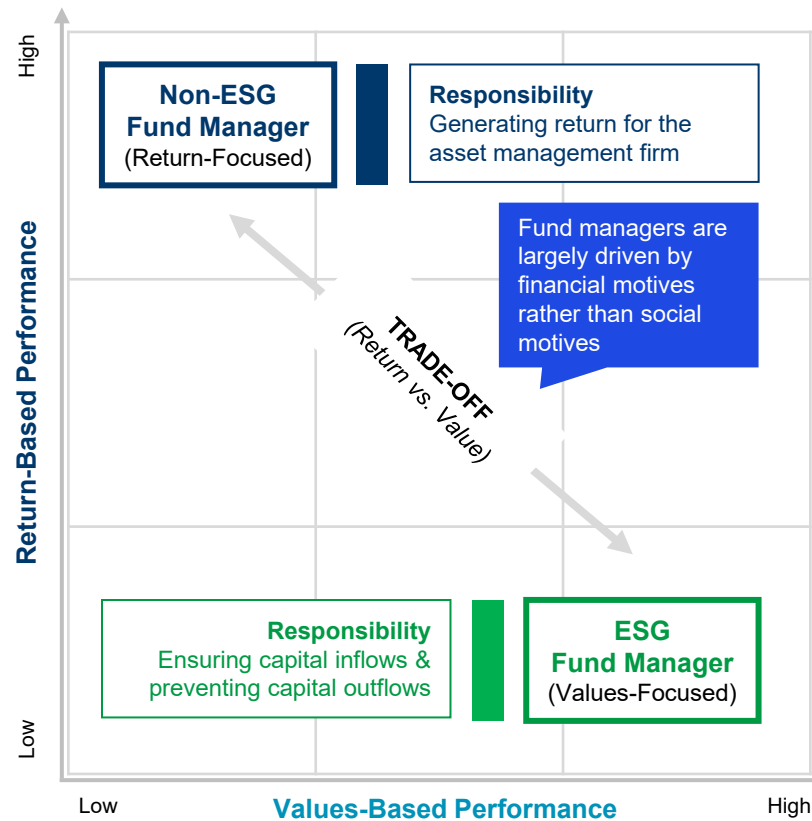 High
Non-ESG
Fund Manager
(Return-Focused)
Responsibility
Generating return for the
asset management firm
Fund managers are
largely driven by
financial motives
rather than social
motives
Return-Based Performance
TRADE-OFF
(Return vs. Value)
Responsibility
Ensuring capital inflows &
preventing capital outflows
ESG
Fund Manager
(Values-Focused)
Low
Low
Values-Based Performance
High